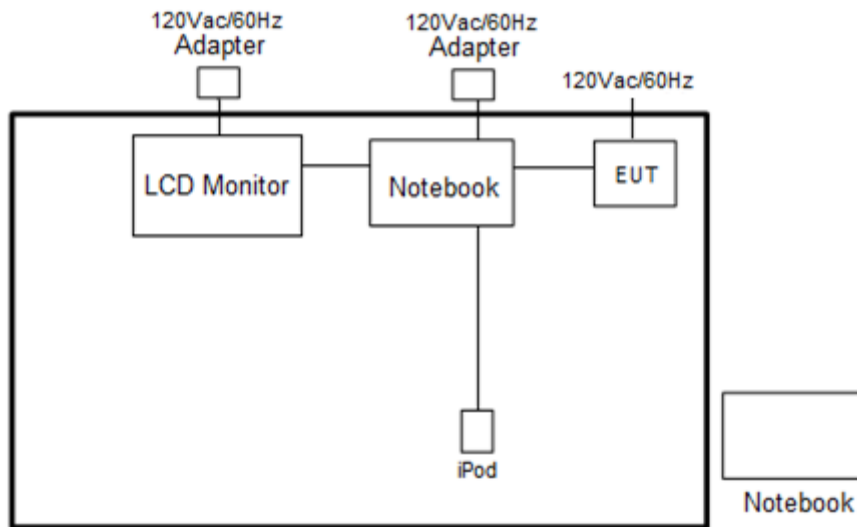 120Vac/60Hz
Adapter
120Vac/60Hz
Adapter
120Vac/60Hz
LCD Monitor
Notebook
EUT
iPod
Notebook